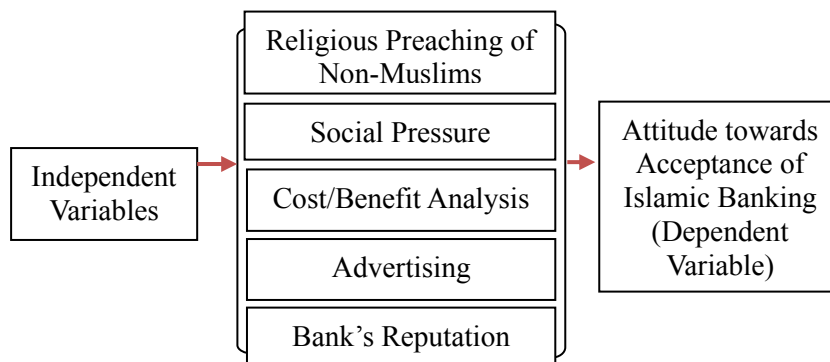 Independent
Variables
Religious Preaching of
Non-Muslims
Social Pressure
Cost/Benefit Analysis
Advertising
Bank’s Reputation
Attitude towards
Acceptance of
Islamic Banking
(Dependent
Variable)